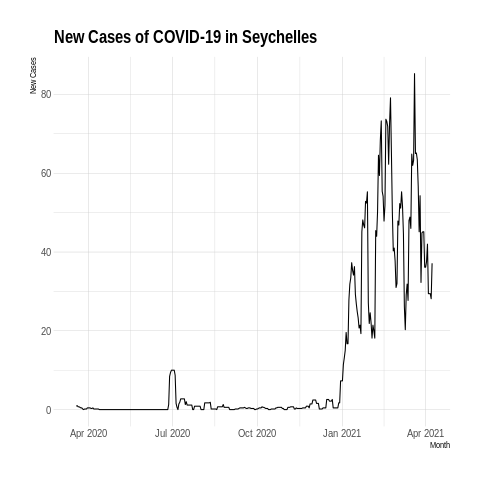 New Cases of COVID-19 in Seychelles
New Cases
80
60
40
20
0
Apr 2020
Jul 2020
Oct 2020
Jan 2021
Apr 2021
Month